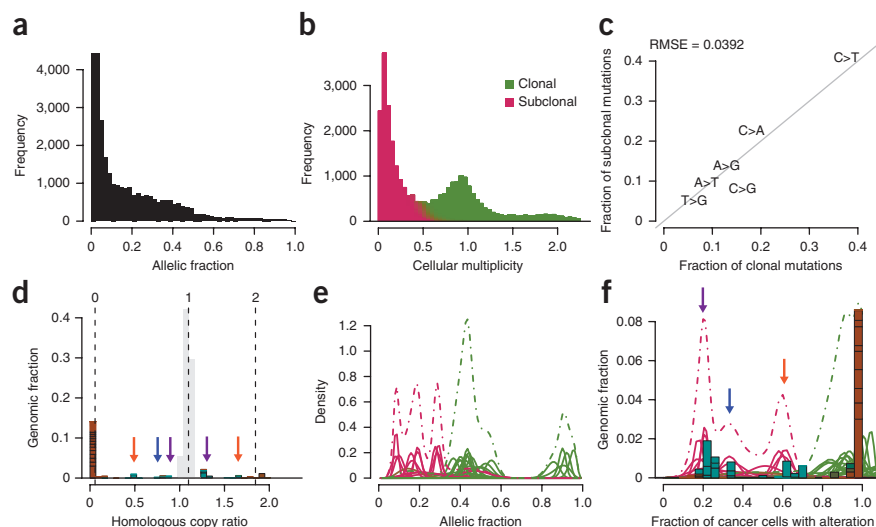 a
4,000
3,000
2,000
1,000
0
Frequency
0
0.2
0.4
0.6
0.8
1.0
Allelic fraction
b
3,000
2,000
1,000
0
Frequency
Clonal
Subclonal
0
0.5
1.0
1.5
2.0
Cellular multiplicity
c
RMSE = 0.0392
0.4
0.3
0.2
0.1
0
Fraction of subclonal mutations
C>T
C>A
A>G
A>T
C>G
T>G
0
0.1
0.2
0.3
0.4
Fraction of clonal mutations
d
0
1
2
0.4
0.3
0.2
0.1
0
Genomic fraction
0
0.5
1.0
1.5
2.0
Homologous copy ratio
e
1.2
1.0
0.8
0.6
0.4
0.2
0
Density
0
0.2
0.4
0.6
0.8
1.0
Allelic fraction
f
0.08
0.06
0.04
0.02
0
Genomic fraction
0
0.2
0.4
0.6
0.8
1.0
Fraction of cancer cells with alteration